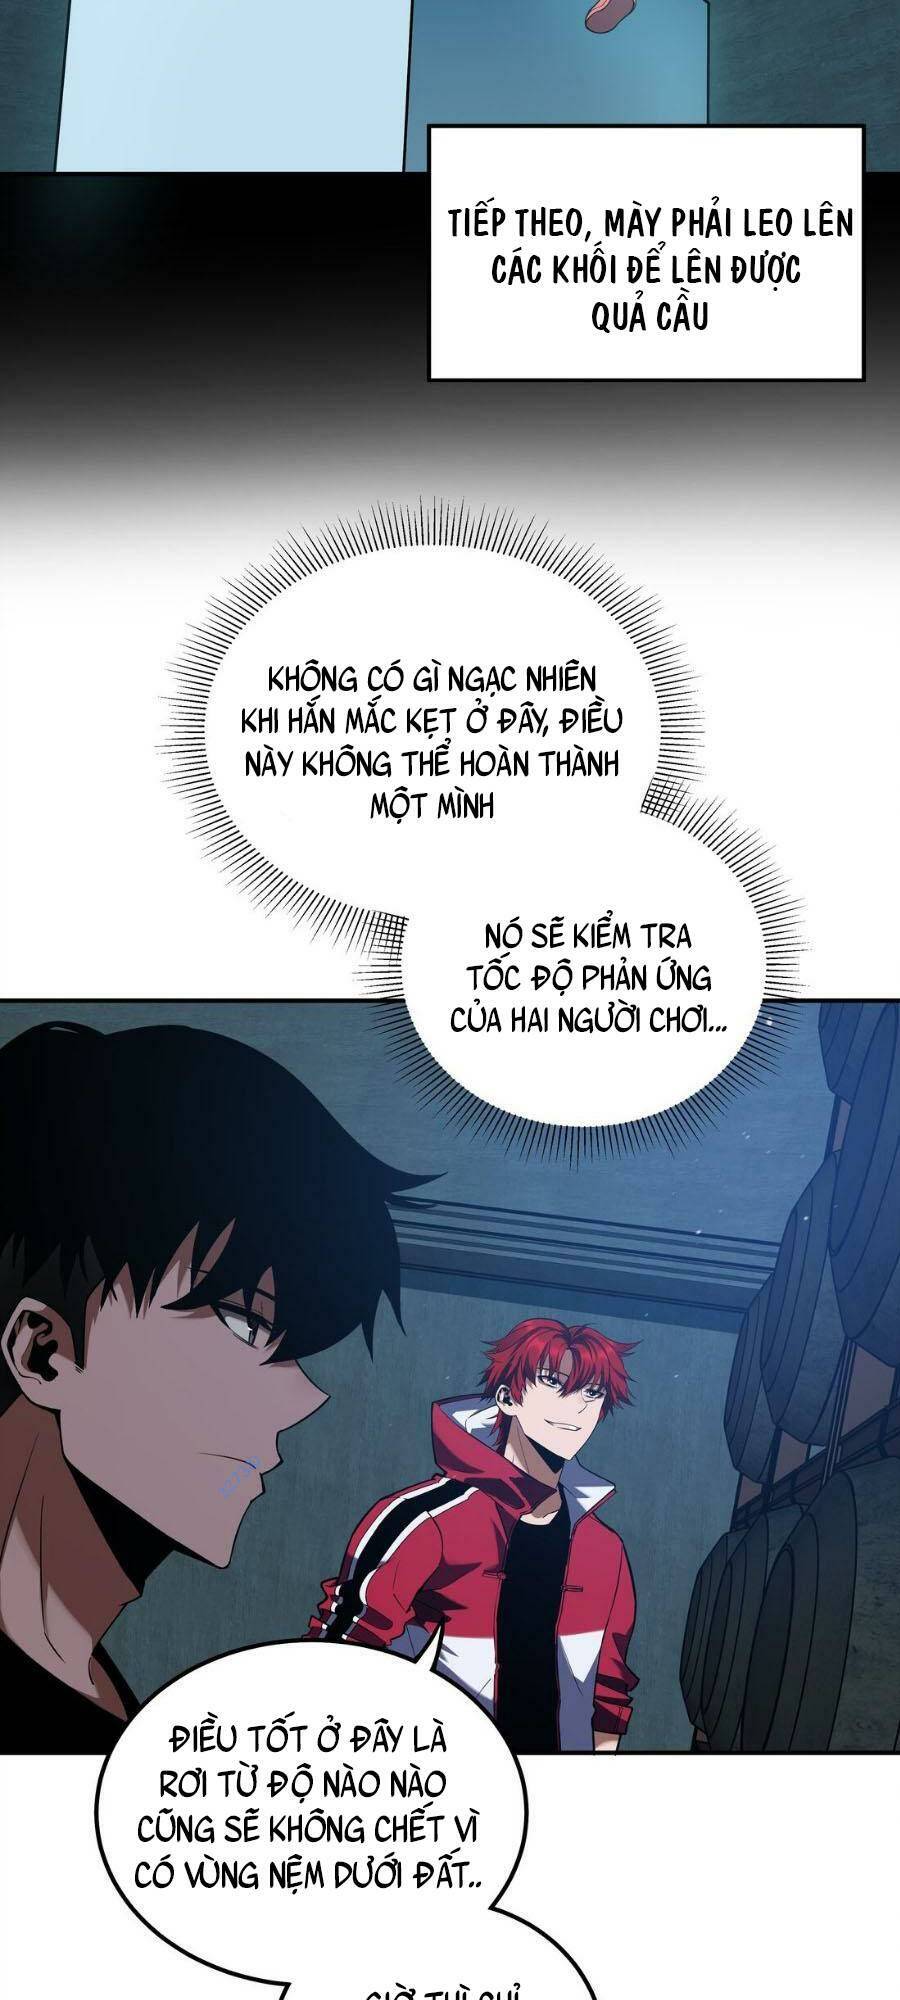 TIẾP THEO, MÀY PHẢI LEO LÊN
CÁC KHỐI ĐỂ LÊN ĐƯỢC
QUẢ CẦU
KHÔNG CÓ GÌ NGẠC NHIÊN
KHI HẮN MẮC KẸT Ở ĐÂY, ĐIỀU
NÀY KHÔNG THỂ HOÀN THÀNH
MỘT MÌNH
NÓ SẼ KIỂM TRA
TỐC ĐỘ PHẢN ỨNG
CỦA HAI NGƯỜI CHƠI...
ĐIỀU TỐT Ở ĐÂY LÀ
RƠI TỪ ĐỘ NÀO NÀO
CŨNG SẼ KHÔNG CHẾT VÌ
CÓ VÙNG NỆM DƯỚI ĐẤT..
GIỜ THÌ CHỈ